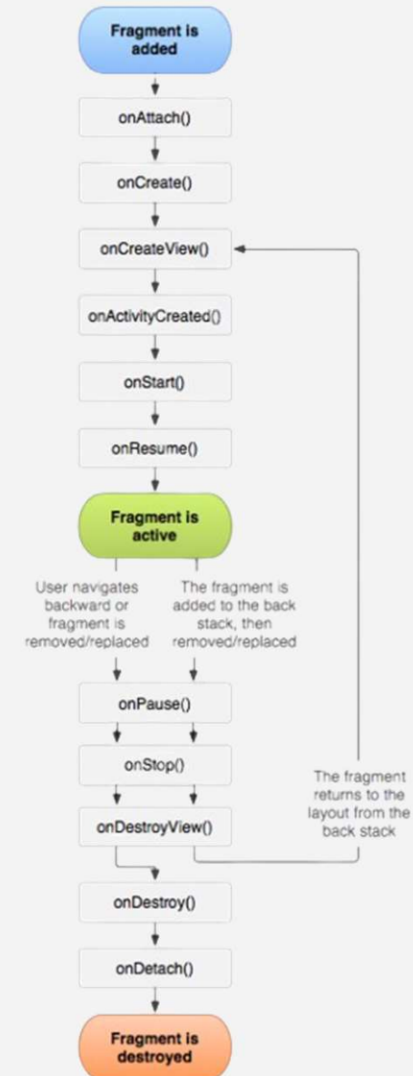 Fragment is
added
onAttach()
onCreate()
onCreateView()
onActivityCreated()
onStart()
onResume()
Fragment is
active
User navigates
backward or
fragment is
removed/replaced
The fragment is
added to the back
stack, then
removed/replaced
onPause()
onStop()
onDestroyView()
The fragment
returns to the
layout from the
back stack
onDestroy()
onDetach()
Fragment is
destroyed